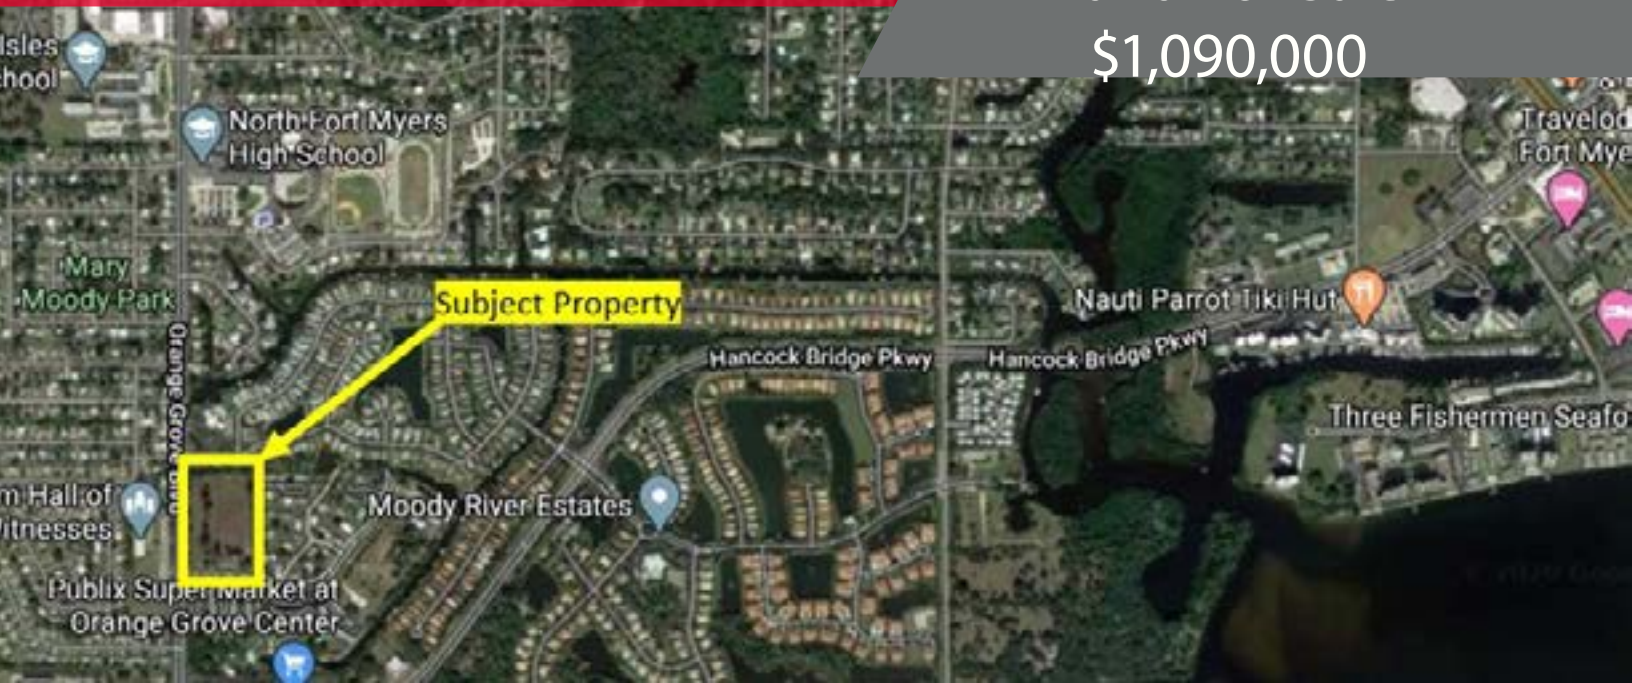 $1,090,000
Isles
chool
North Fort Myers
High School
Travelod
Fort Mye
Mary
Moody Park
Subject Property
Nauti Parrot Tiki Hut
Orange Grove Blvd
Hancock Bridge Pkwy
Hancock Bridge Pkwy
Three Fishermen Seafo
m Hall of
Witnesses
Moody River Estates
Publix Super Market at
Orange Grove Center